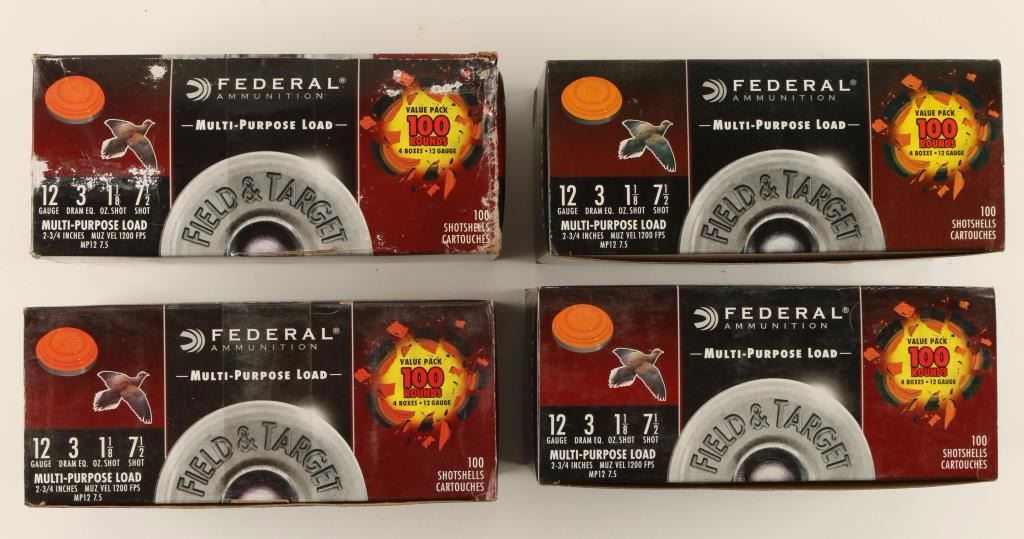 FEDERAL®
AMMUNITION
MULTI-PURPOSE LOAD
VALUE PACK
100
ROUNDS
4 BOXES • 12 GAUGE
FIELD & TARGET
12 3 1 1/8 7 1/2
GAUGE DRAM EQ. OZ. SHOT SHOT
MULTI-PURPOSE LOAD
2-3/4 INCHES MUZ VEL 1200 FPS
MP12 7.5
100
SHOTSHELLS
CARTOUCHES
FEDERAL®
AMMUNITION
MULTI-PURPOSE LOAD
VALUE PACK
100
ROUNDS
4 BOXES • 12 GAUGE
FIELD & TARGET
12 3 1 1/8 7 1/2
GAUGE DRAM EQ. OZ. SHOT SHOT
MULTI-PURPOSE LOAD
2-3/4 INCHES MUZ VEL 1200 FPS
MP12 7.5
100
SHOTSHELLS
CARTOUCHES
FEDERAL®
AMMUNITION
MULTI-PURPOSE LOAD
VALUE PACK
100
ROUNDS
4 BOXES • 12 GAUGE
FIELD & TARGET
12 3 1 1/8 7 1/2
GAUGE DRAM EQ. OZ. SHOT SHOT
MULTI-PURPOSE LOAD
2-3/4 INCHES MUZ VEL 1200 FPS
MP12 7.5
100
SHOTSHELLS
CARTOUCHES
FEDERAL®
AMMUNITION
MULTI-PURPOSE LOAD
VALUE PACK
100
ROUNDS
4 BOXES • 12 GAUGE
FIELD & TARGET
12 3 1 1/8 7 1/2
GAUGE DRAM EQ. OZ. SHOT SHOT
MULTI-PURPOSE LOAD
2-3/4 INCHES MUZ VEL 1200 FPS
MP12 7.5
100
SHOTSHELLS
CARTOUCHES